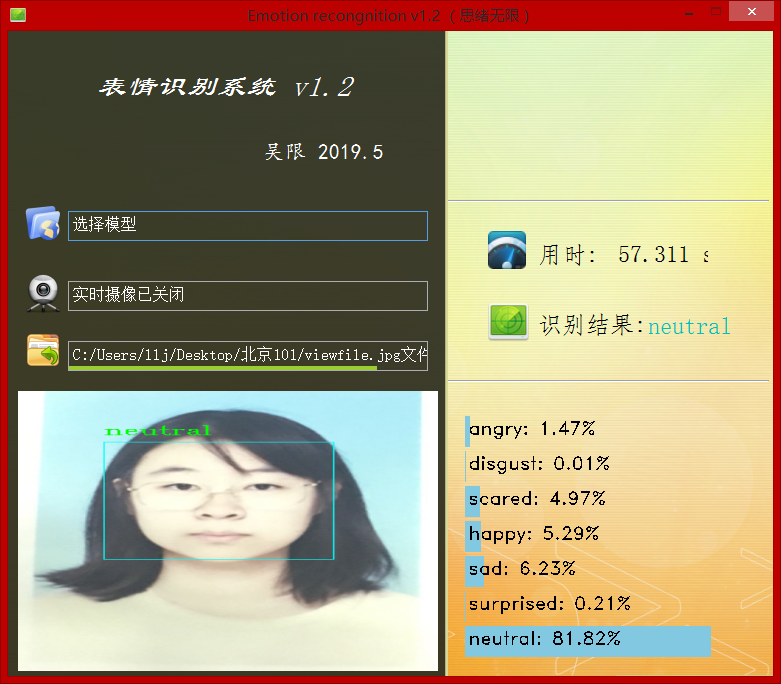 Emotion recongnition v1.2 （思绪无限）
表情识别系统 v1.2
吴限 2019.5
选择模型
实时摄像已关闭
C:/Users/llj/Desktop/北京101/viewfile.jpg文件
neutral
用时: 57.311 s
识别结果:neutral
angry: 1.47%
disgust: 0.01%
scared: 4.97%
happy: 5.29%
sad: 6.23%
surprised: 0.21%
neutral: 81.82%